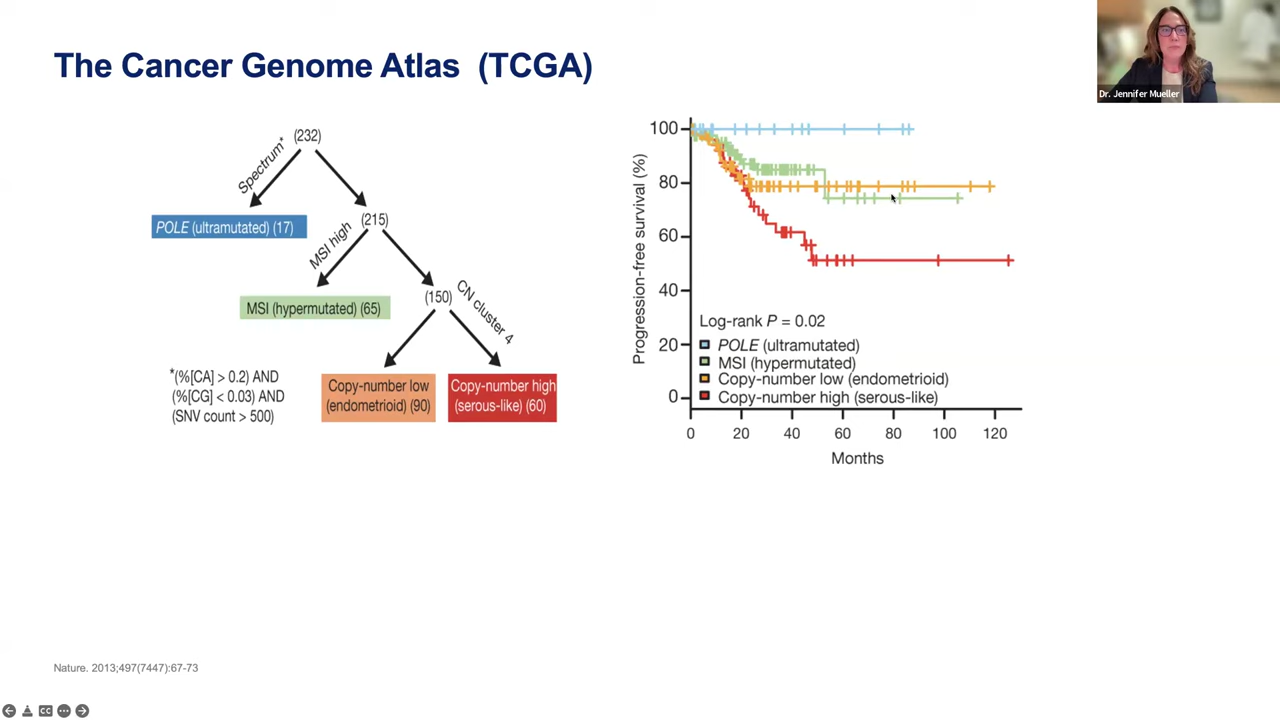 The Cancer Genome Atlas (TCGA)
Dr. Jennifer Mueller
(232)
Spectrum*
POLE (ultramutated) (17)
(215)
MSI high
MSI (hypermutated) (65)
(150)
CN cluster 4
*(%[CA] > 0.2) AND
(%[CG] < 0.03) AND
(SNV count > 500)
Copy-number low
(endometrioid) (90)
Copy-number high
(serous-like) (60)
Progression-free survival (%)
100
80
60
40
20
0
Log-rank P = 0.02
POLE (ultramutated)
MSI (hypermutated)
Copy-number low (endometrioid)
Copy-number high (serous-like)
0 20 40 60 80 100 120
Months
Nature. 2013;497(7447):67-73
CC